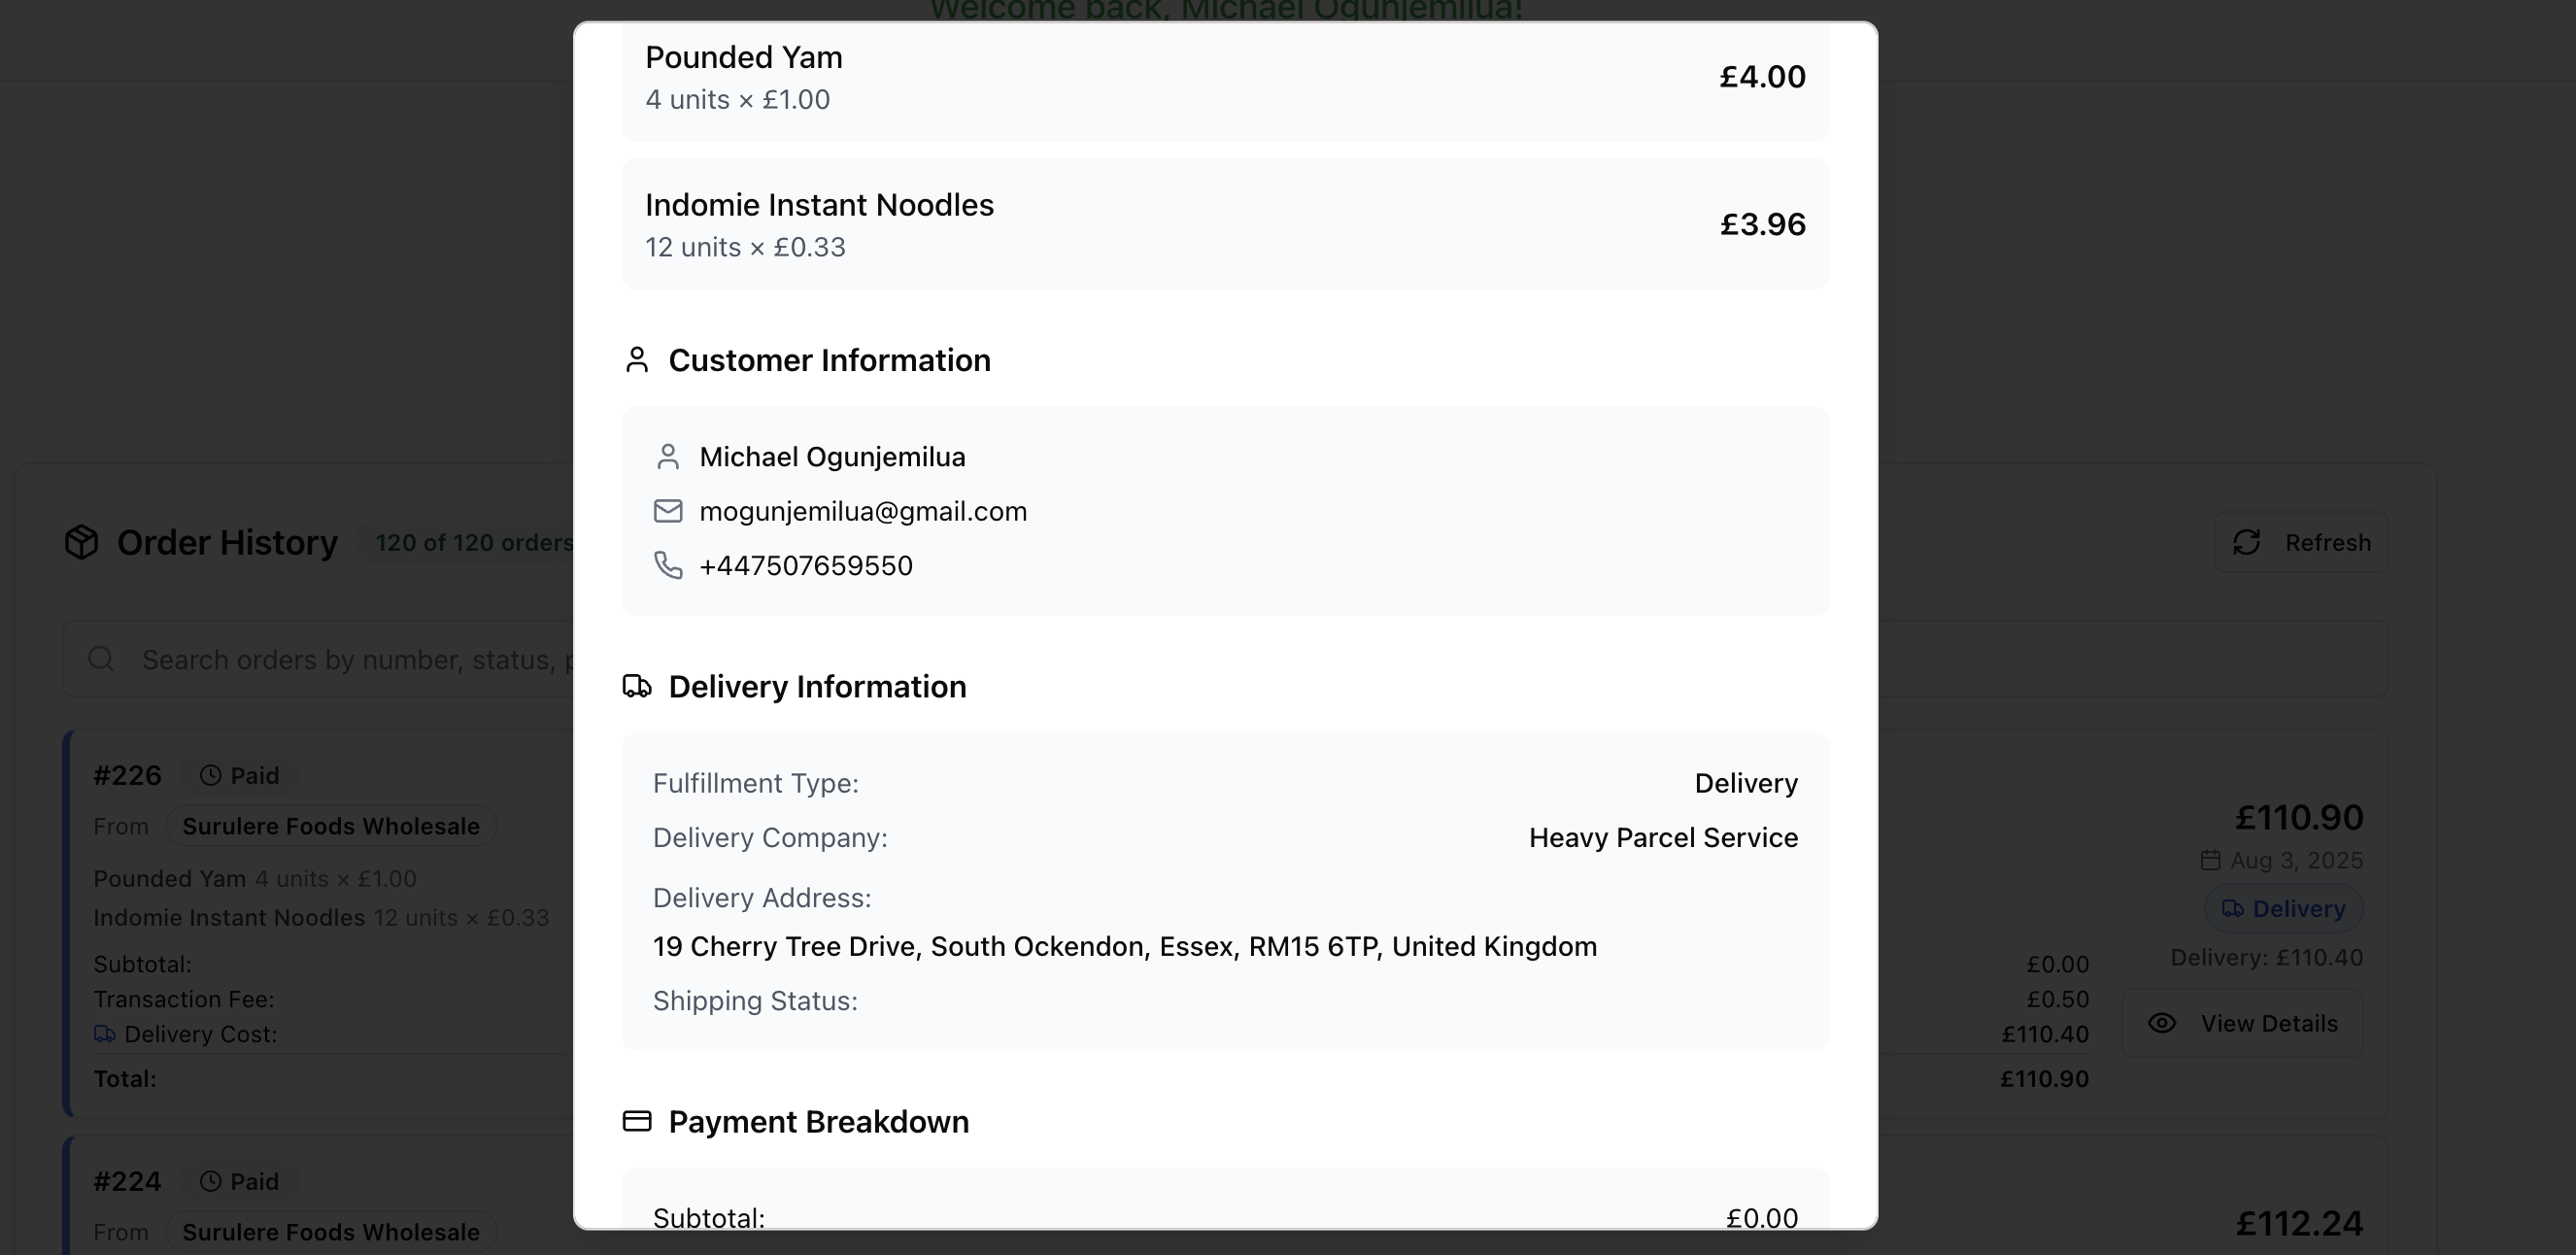 Welcome back, Michael Ogunjemilua!
Pounded Yam
4 units × £1.00
£4.00
Indomie Instant Noodles
12 units × £0.33
£3.96
Customer Information
Michael Ogunjemilua
mogunjemilua@gmail.com
+447507659550
Delivery Information
Fulfillment Type:
Delivery
Delivery Company:
Heavy Parcel Service
Delivery Address:
19 Cherry Tree Drive, South Ockendon, Essex, RM15 6TP, United Kingdom
Shipping Status:
Payment Breakdown
Subtotal:
£0.00
Order History
120 of 120 orders
Refresh
Search orders by number, status,
#226
Paid
From
Surulere Foods Wholesale
Pounded Yam 4 units × £1.00
Indomie Instant Noodles 12 units × £0.33
Subtotal:
£0.00
Transaction Fee:
£0.50
Delivery Cost:
£110.40
Total:
£110.90
£110.90
Aug 3, 2025
Delivery
Delivery: £110.40
View Details
#224
Paid
From
Surulere Foods Wholesale
£112.24